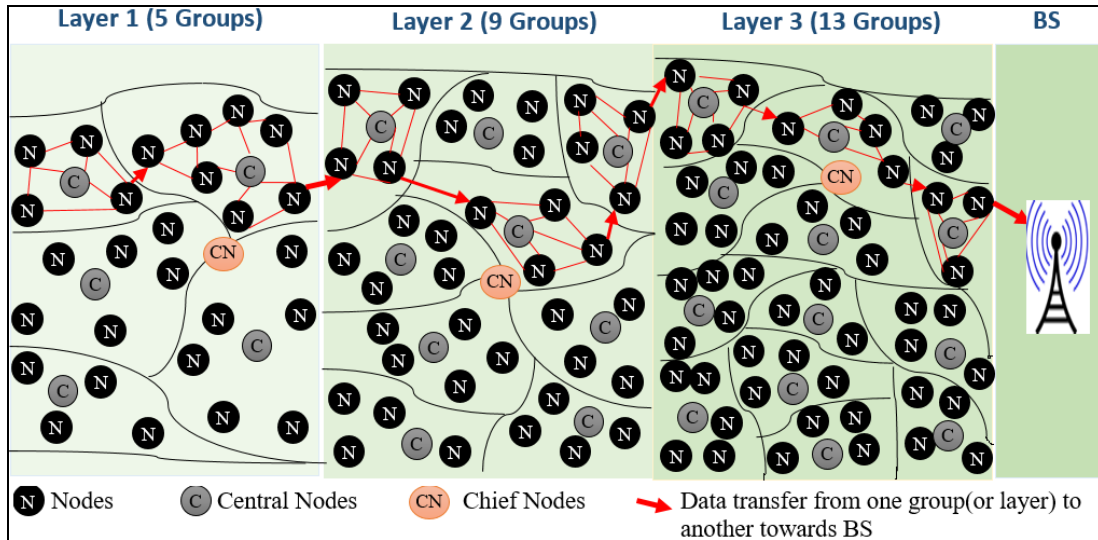 Layer 1 (5 Groups)
Layer 2 (9 Groups)
Layer 3 (13 Groups)
BS
N
N
C
N
N
N
N
N
N
N
C
N
N
CN
N
N
N
N
C
N
N
N
N
N
C
N
N
C
N
N
N
N
N
N
N
C
N
N
N
N
N
C
N
N
N
N
C
N
N
N
C
N
N
N
N
C
N
N
N
CN
N
N
C
N
N
N
N
N
C
N
N
N
C
N
N
N
N
C
N
N
N
C
N
N
N
N
N
C
N
N
N
N
C
N
CN
N
N
N
C
N
N
N
N
C
N
N
N
C
N
N
N
N
C
N
N
N
N
C
N
N
N
N
C
N
N
N
N
C
N
N
N
C
N
N
N
N
N
N
C
N
N
N
N
C
N
N Nodes
C Central Nodes
CN Chief Nodes
Data transfer from one group(or layer) to
another towards BS